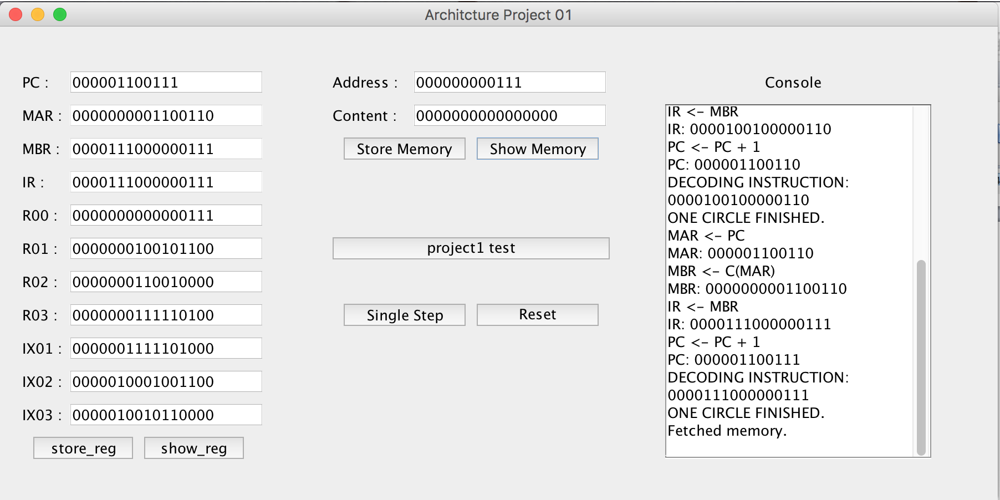 Architcture Project 01
PC : 000001100111
MAR : 0000000001100110
MBR : 0000111000000111
IR : 0000111000000111
R00 : 0000000000000111
R01 : 0000000100101100
R02 : 0000000110010000
R03 : 0000000111110100
IX01 : 0000001111101000
IX02 : 0000010001001100
IX03 : 0000010010110000
store_reg show_reg
Address : 000000000111
Content : 0000000000000000
Store Memory Show Memory
project1 test
Single Step Reset
Console
IR <- MBR
IR: 0000100100000110
PC <- PC + 1
PC: 000001100110
DECODING INSTRUCTION:
0000100100000110
ONE CIRCLE FINISHED.
MAR <- PC
MAR: 000001100110
MBR <- C(MAR)
MBR: 0000000001100110
IR <- MBR
IR: 0000111000000111
PC <- PC + 1
PC: 000001100111
DECODING INSTRUCTION:
0000111000000111
ONE CIRCLE FINISHED.
Fetched memory.